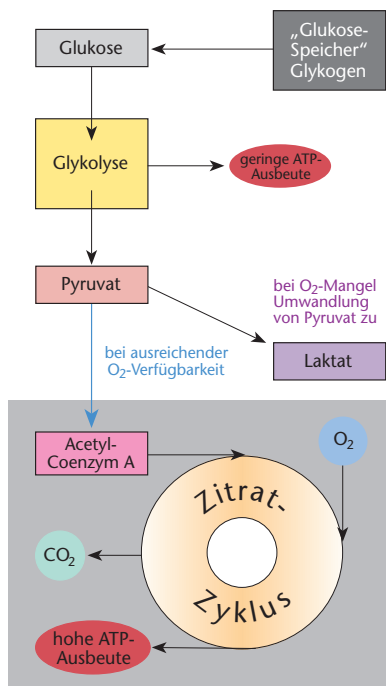 Glukose
„Glukose-
Speicher“
Glykogen
Glykolyse
geringe ATP-
Ausbeute
Pyruvat
bei O₂-Mangel
Umwandlung
von Pyruvat zu
Laktat
bei ausreichender
O₂-Verfügbarkeit
Acetyl-
Coenzym A
O₂
Zitrat-
Zyklus
CO₂
hohe ATP-
Ausbeute